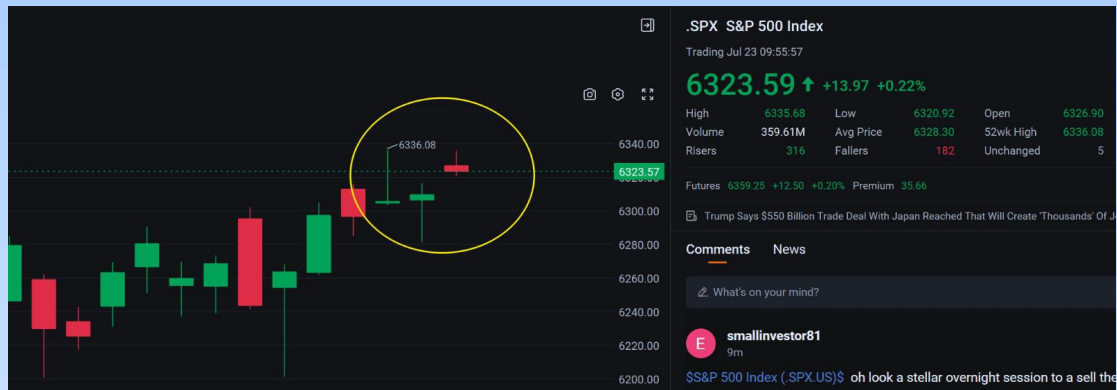 .SPX S&P 500 Index
Trading Jul 23 09:55:57
6323.59 +13.97 +0.22%
High 6335.68 Low 6320.92 Open 6326.90
Volume 359.61M Avg Price 6328.30 52wk High 6336.08
Risers 316 Fallers 182 Unchanged 5
Futures 6359.25 +12.50 +0.20% Premium 35.66
Trump Says $550 Billion Trade Deal With Japan Reached That Will Create 'Thousands' Of J
Comments News
What's on your mind?
E
smallinvestor81
9m
$S&P 500 Index (.SPX.US)$ oh look a stellar overnight session to a sell the
6336.08
6340.00
6323.57
6300.00
6280.00
6260.00
6240.00
6220.00
6200.00